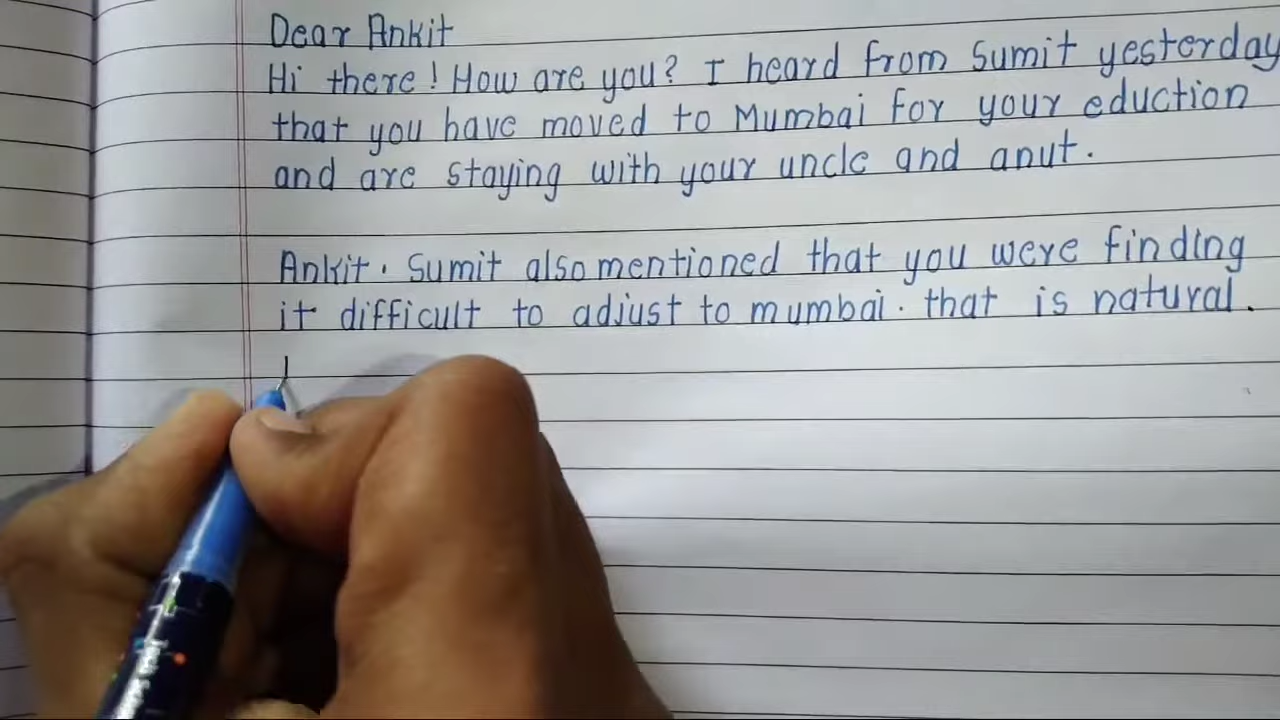 Dear Ankit
Hi there! How are you? I heard from Sumit yesterday
that you have moved to Mumbai for your eduction
and are staying with your uncle and anut.
Ankit. Sumit also mentioned that you were finding
it difficult to adjust to mumbai. that is natural.